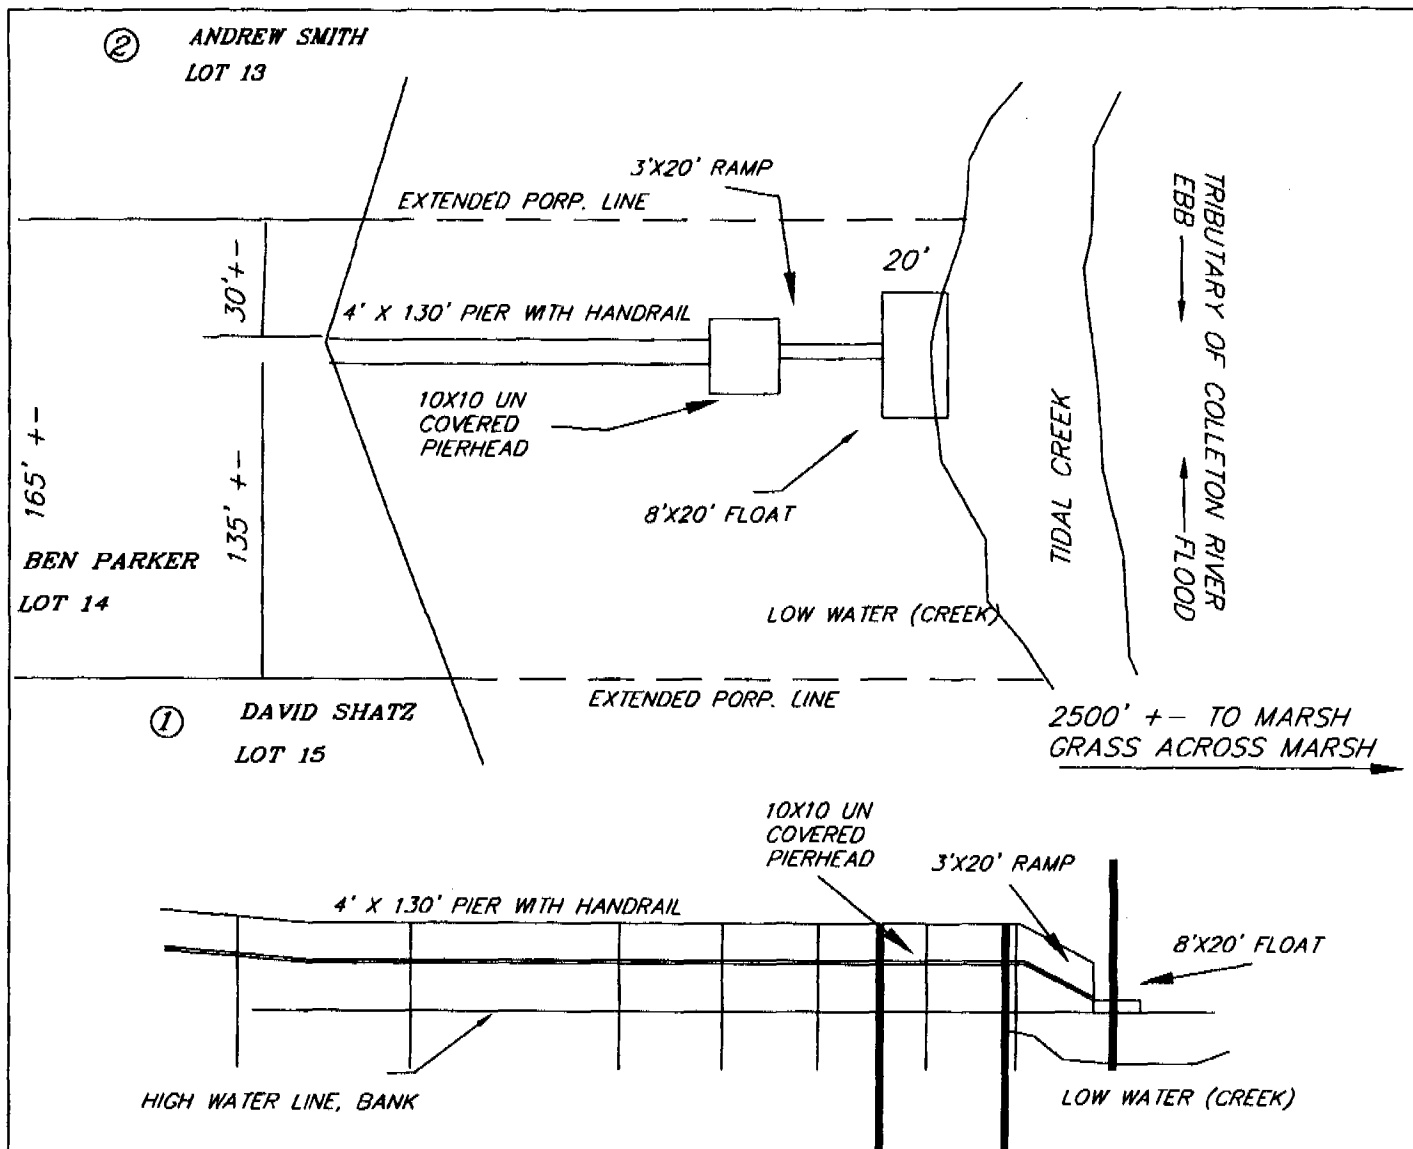 ② ANDREW SMITH
LOT 13
3'X20' RAMP
EXTENDED PORP. LINE
20'
30'+-
4' X 130' PIER WITH HANDRAIL
10X10 UN
COVERED
PIERHEAD
165' +-
135' +-
8'X20' FLOAT
BEN PARKER
LOT 14
TIDAL CREEK
TRIBUTARY OF COLLETON RIVER
EBB
FLOOD
LOW WATER (CREEK)
EXTENDED PORP. LINE
① DAVID SHATZ
LOT 15
2500' +- TO MARSH
GRASS ACROSS MARSH
10X10 UN
COVERED
PIERHEAD
3'X20' RAMP
4' X 130' PIER WITH HANDRAIL
8'X20' FLOAT
HIGH WATER LINE, BANK
LOW WATER (CREEK)